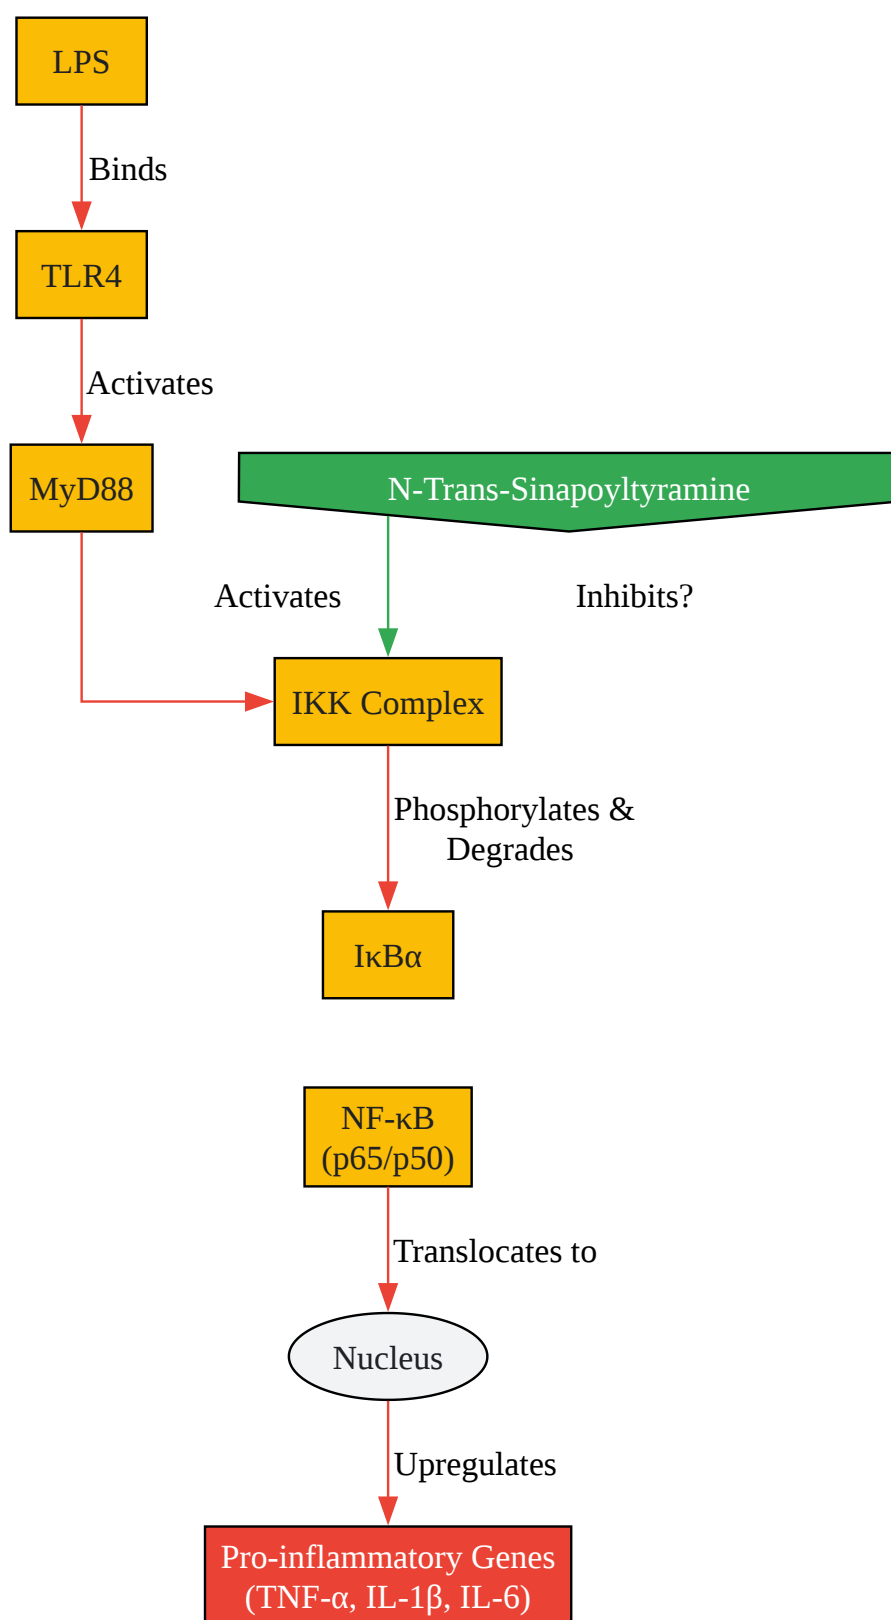 LPS
Binds
TLR4
Activates
MyD88
N-Trans-Sinapoyltyramine
Activates
Inhibits?
IKK Complex
Phosphorylates &
Degrades
IκBα
NF-κB
(p65/p50)
Translocates to
Nucleus
Upregulates
Pro-inflammatory Genes
(TNF-α, IL-1β, IL-6)